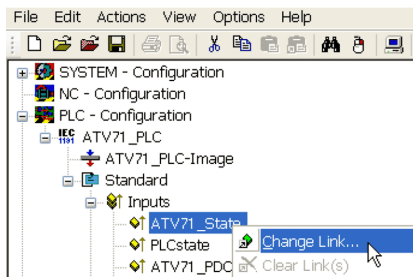 File Edit Actions View Options Help
SYSTEM - Configuration
NC - Configuration
PLC - Configuration
IEC 1131 ATV71_PLC
ATV71_PLC-Image
Standard
Inputs
ATV71_State
PLCstate
Change Link...
ATV71_PDO
Clear Link(s)